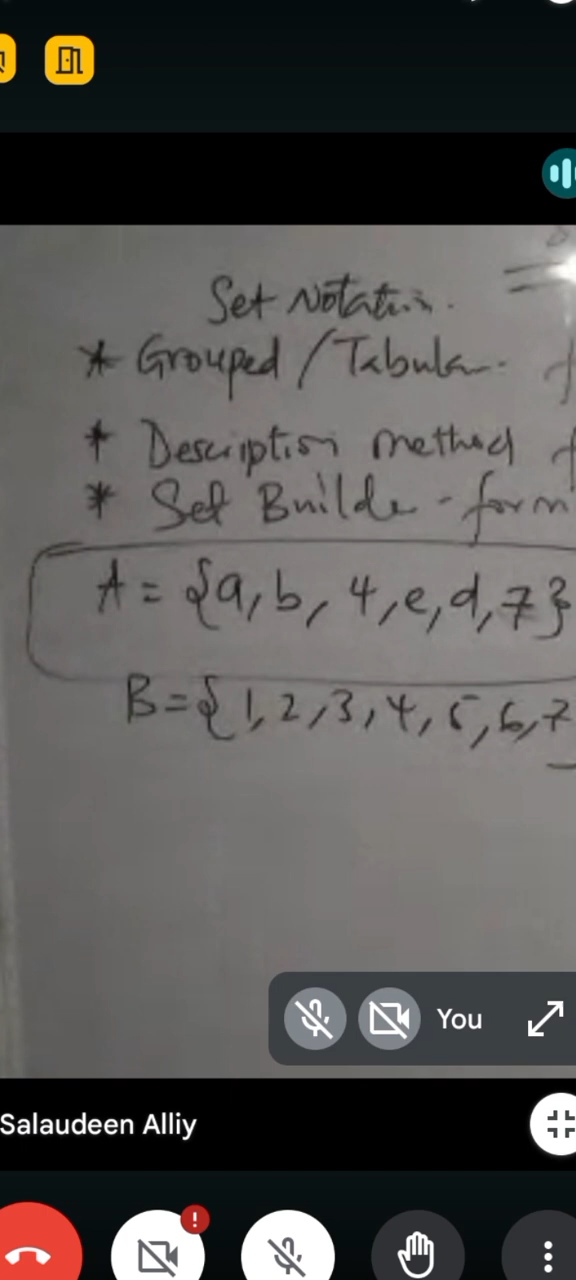 Set Notation.
* Grouped / Tabular.
* Description method
* Set Builder - form
A = {a, b, 4, e, d, 7}
B = {1, 2, 3, 4, 5, 6, 7
You
Salaudeen Alliy
!